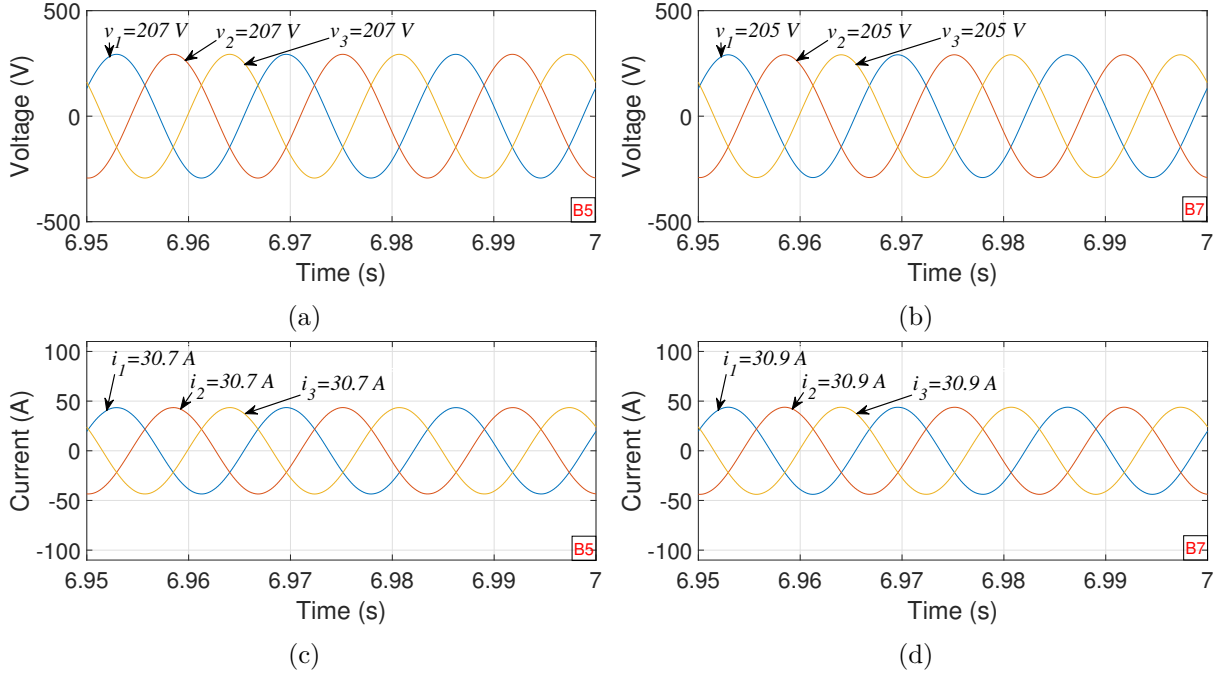 v1=207 V v2=207 V v3=207 V
500
0
-500
Voltage (V)
B5
6.95 6.96 6.97 6.98 6.99 7
Time (s)
(a)
v1=205 V v2=205 V v3=205 V
500
0
-500
Voltage (V)
B7
6.95 6.96 6.97 6.98 6.99 7
Time (s)
(b)
i1=30.7 A
i2=30.7 A i3=30.7 A
100
50
0
-50
-100
Current (A)
B5
6.95 6.96 6.97 6.98 6.99 7
Time (s)
(c)
i1=30.9 A
i2=30.9 A i3=30.9 A
100
50
0
-50
-100
Current (A)
B7
6.95 6.96 6.97 6.98 6.99 7
Time (s)
(d)